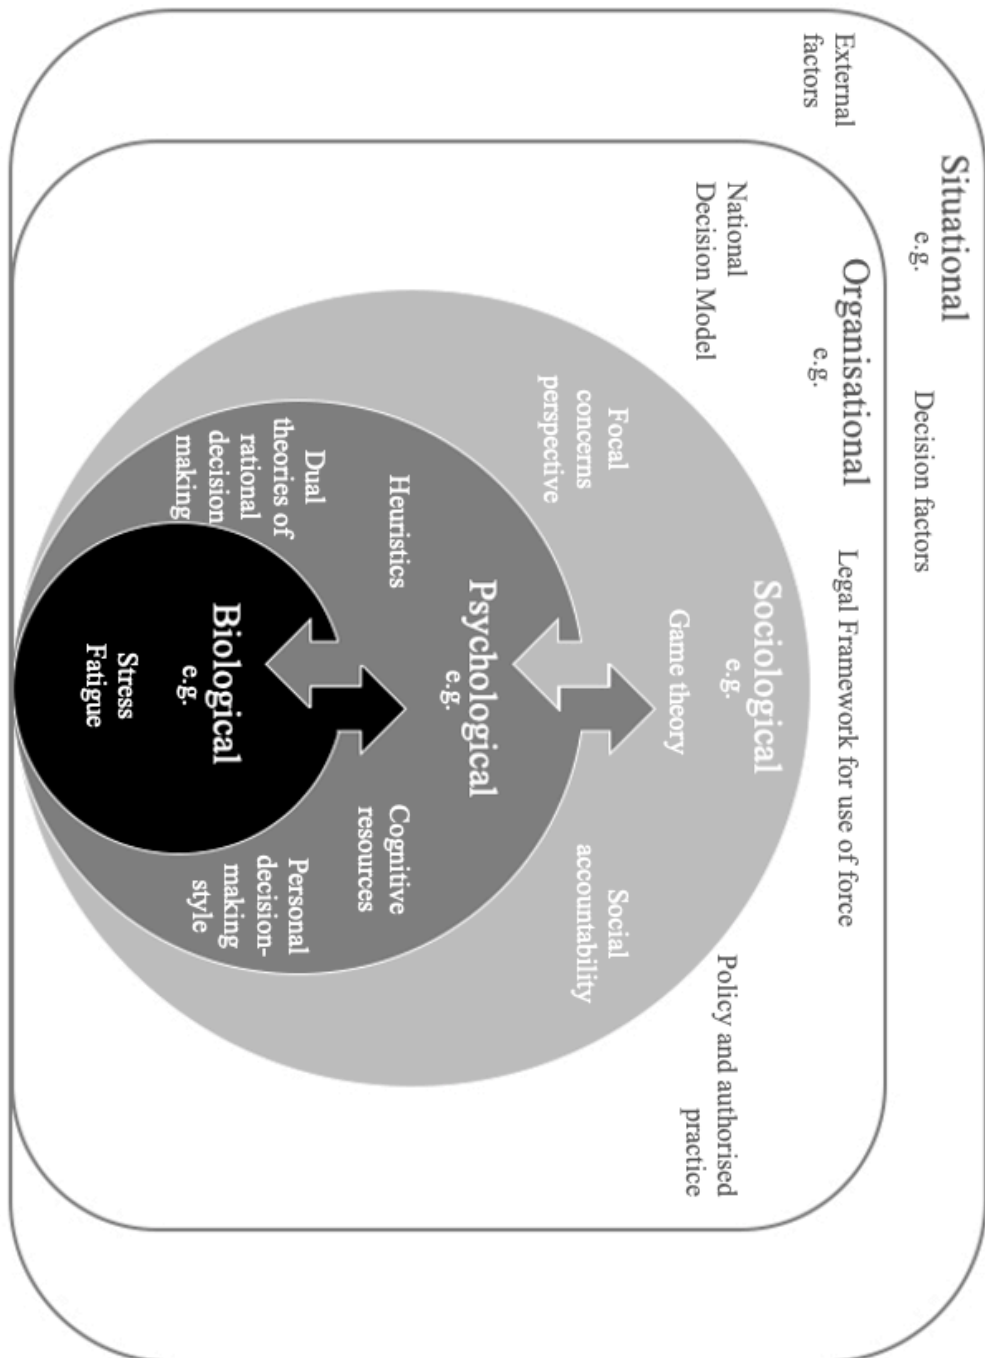 Situational
e.g.
External
factors
Decision factors
Organisational
e.g.
National
Decision Model
Legal Framework for use of force
Policy and authorised
practice
Sociological
e.g.
Game theory
Focal
concerns
perspective
Social
accountability
Psychological
e.g.
Heuristics
Cognitive
resources
Dual
theories of
rational
decision
making
Personal
decision-
making
style
Biological
e.g.
Stress
Fatigue